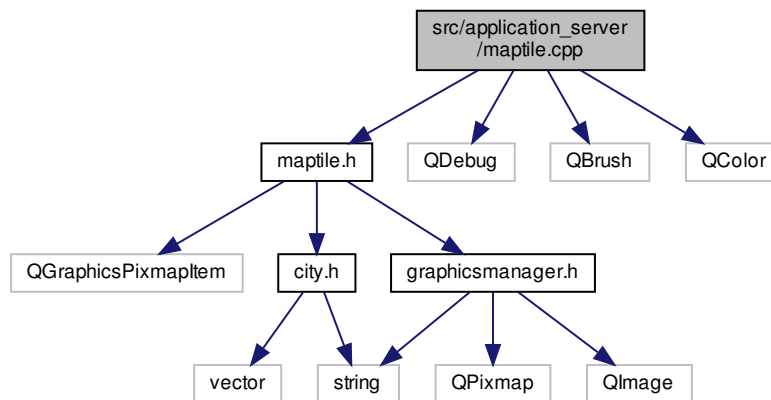 src/application_server
/maptile.cpp
maptile.h
QDebug
QBrush
QColor
QGraphicsPixmapItem
city.h
graphicsmanager.h
vector
string
QPixmap
QImage